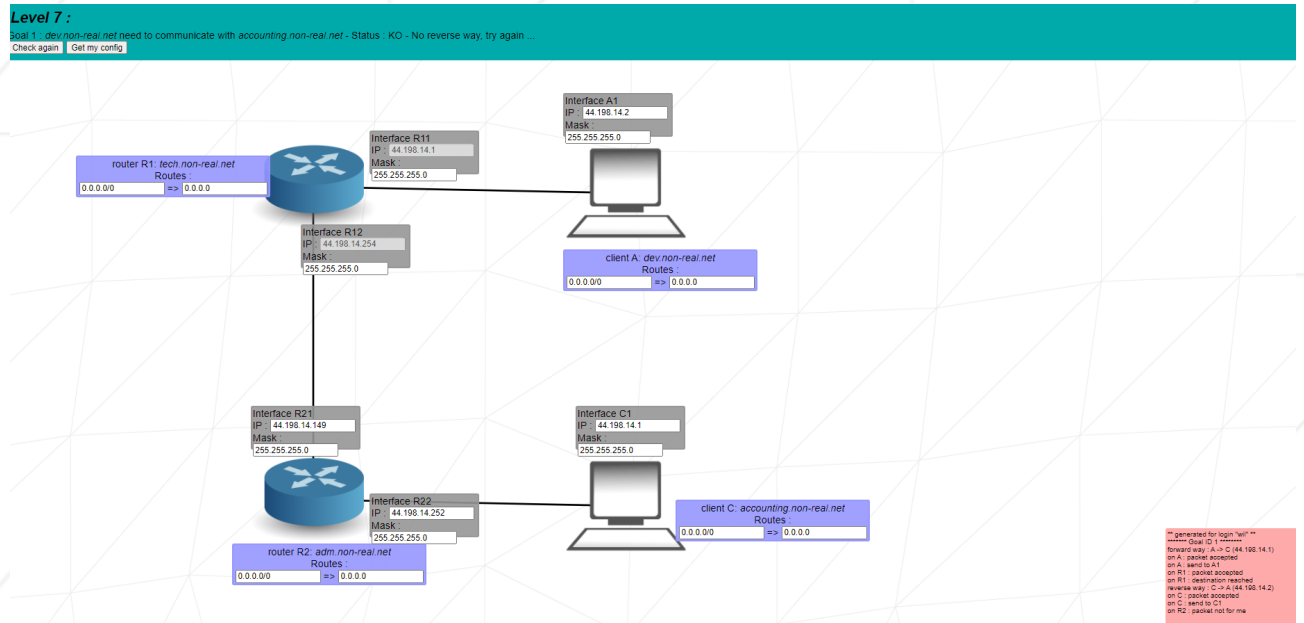 Level 7 :
Goal 1 : dev.non-real.net need to communicate with accounting.non-real.net - Status : KO - No reverse way, try again ...
Check again Get my config
Interface A1
IP : 44.198.14.2
Mask :
255.255.255.0
Interface R11
IP : 44.198.14.1
Mask :
255.255.255.0
router R1: tech.non-real.net
Routes :
0.0.0.0/0 => 0.0.0.0
Interface R12
IP : 44.198.14.254
Mask :
255.255.255.0
client A: dev.non-real.net
Routes :
0.0.0.0/0 => 0.0.0.0
Interface R21
IP : 44.198.14.149
Mask :
255.255.255.0
Interface C1
IP : 44.198.14.1
Mask :
255.255.255.0
Interface R22
IP : 44.198.14.252
Mask :
255.255.255.0
client C: accounting.non-real.net
Routes :
0.0.0.0/0 => 0.0.0.0
router R2: adm.non-real.net
Routes :
0.0.0.0/0 => 0.0.0.0
** generated for login "wil" **
******* Goal ID 1 ********
forward way : A -> C (44.198.14.1)
on A : packet accepted
on A : send to A1
on R1 : packet accepted
on R1 : destination reached
reverse way : C -> A (44.198.14.2)
on C : packet accepted
on C : send to C1
on R2 : packet not for me